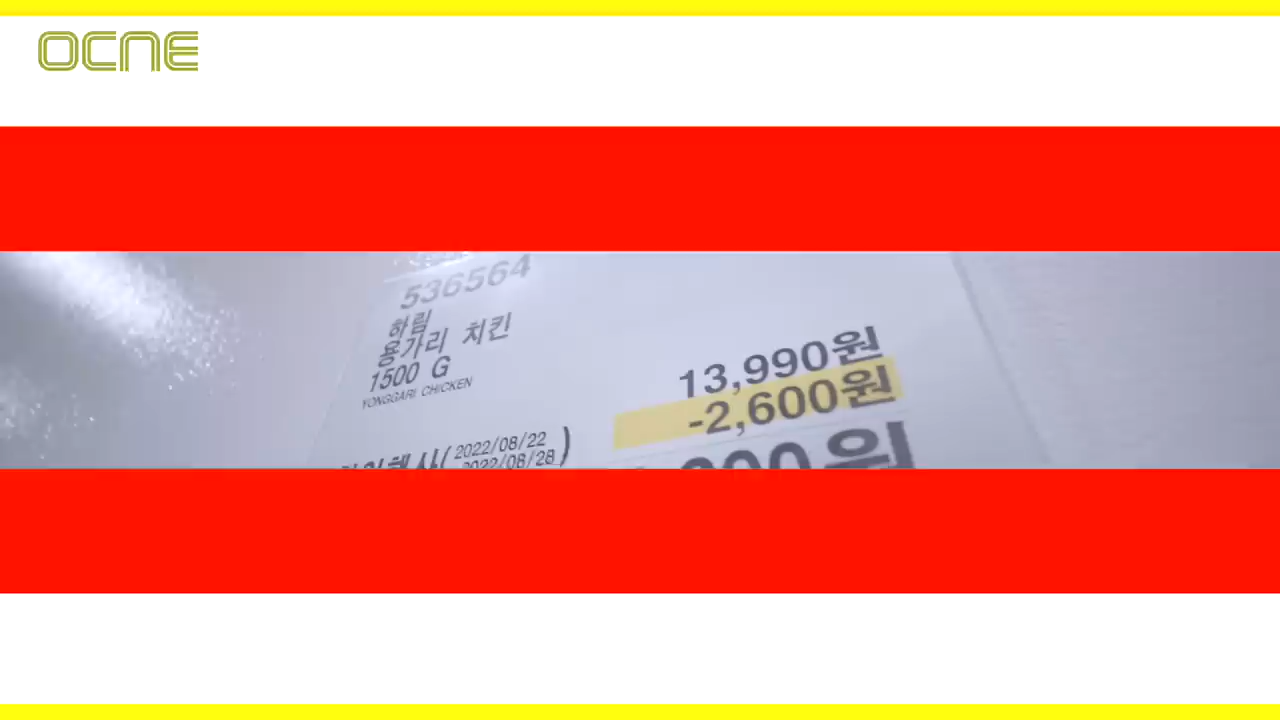 OCNE
536564
하림
용가리 치킨
1500 G
YONGGARI CHICKEN
13,990원
-2,600원
2022/08/22
2022/08/28